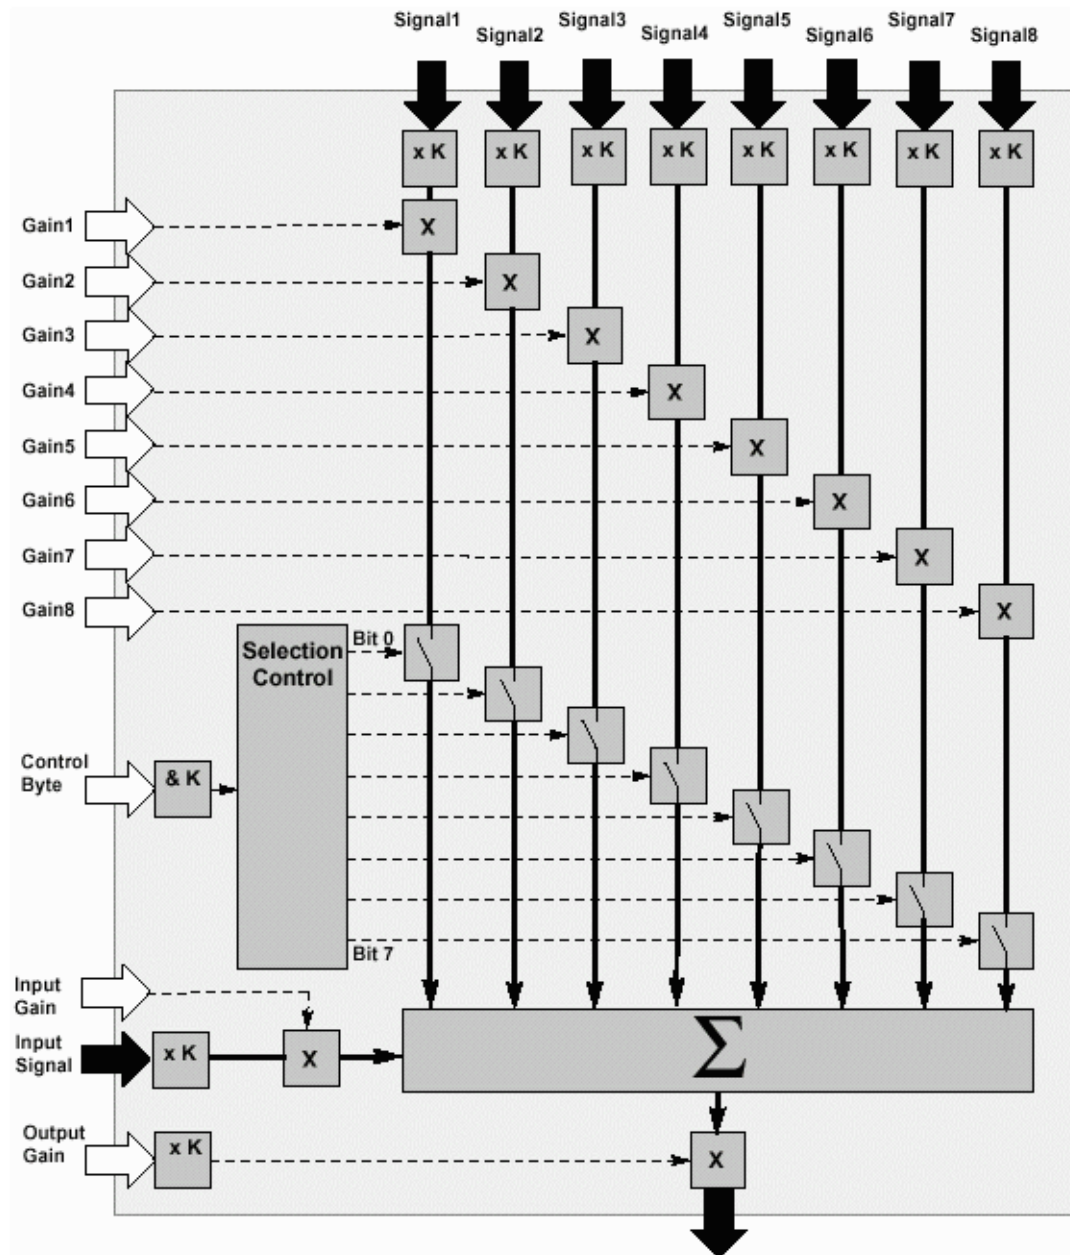 Signal1
Signal2
Signal3
Signal4
Signal5
Signal6
Signal7
Signal8
x K
x K
x K
x K
x K
x K
x K
x K
Gain1
X
Gain2
X
Gain3
X
Gain4
X
Gain5
X
Gain6
X
Gain7
X
Gain8
X
Selection
Control
Bit 0
Control
Byte
& K
Bit 7
Input
Gain
Input
Signal
x K
X
Σ
Output
Gain
x K
X